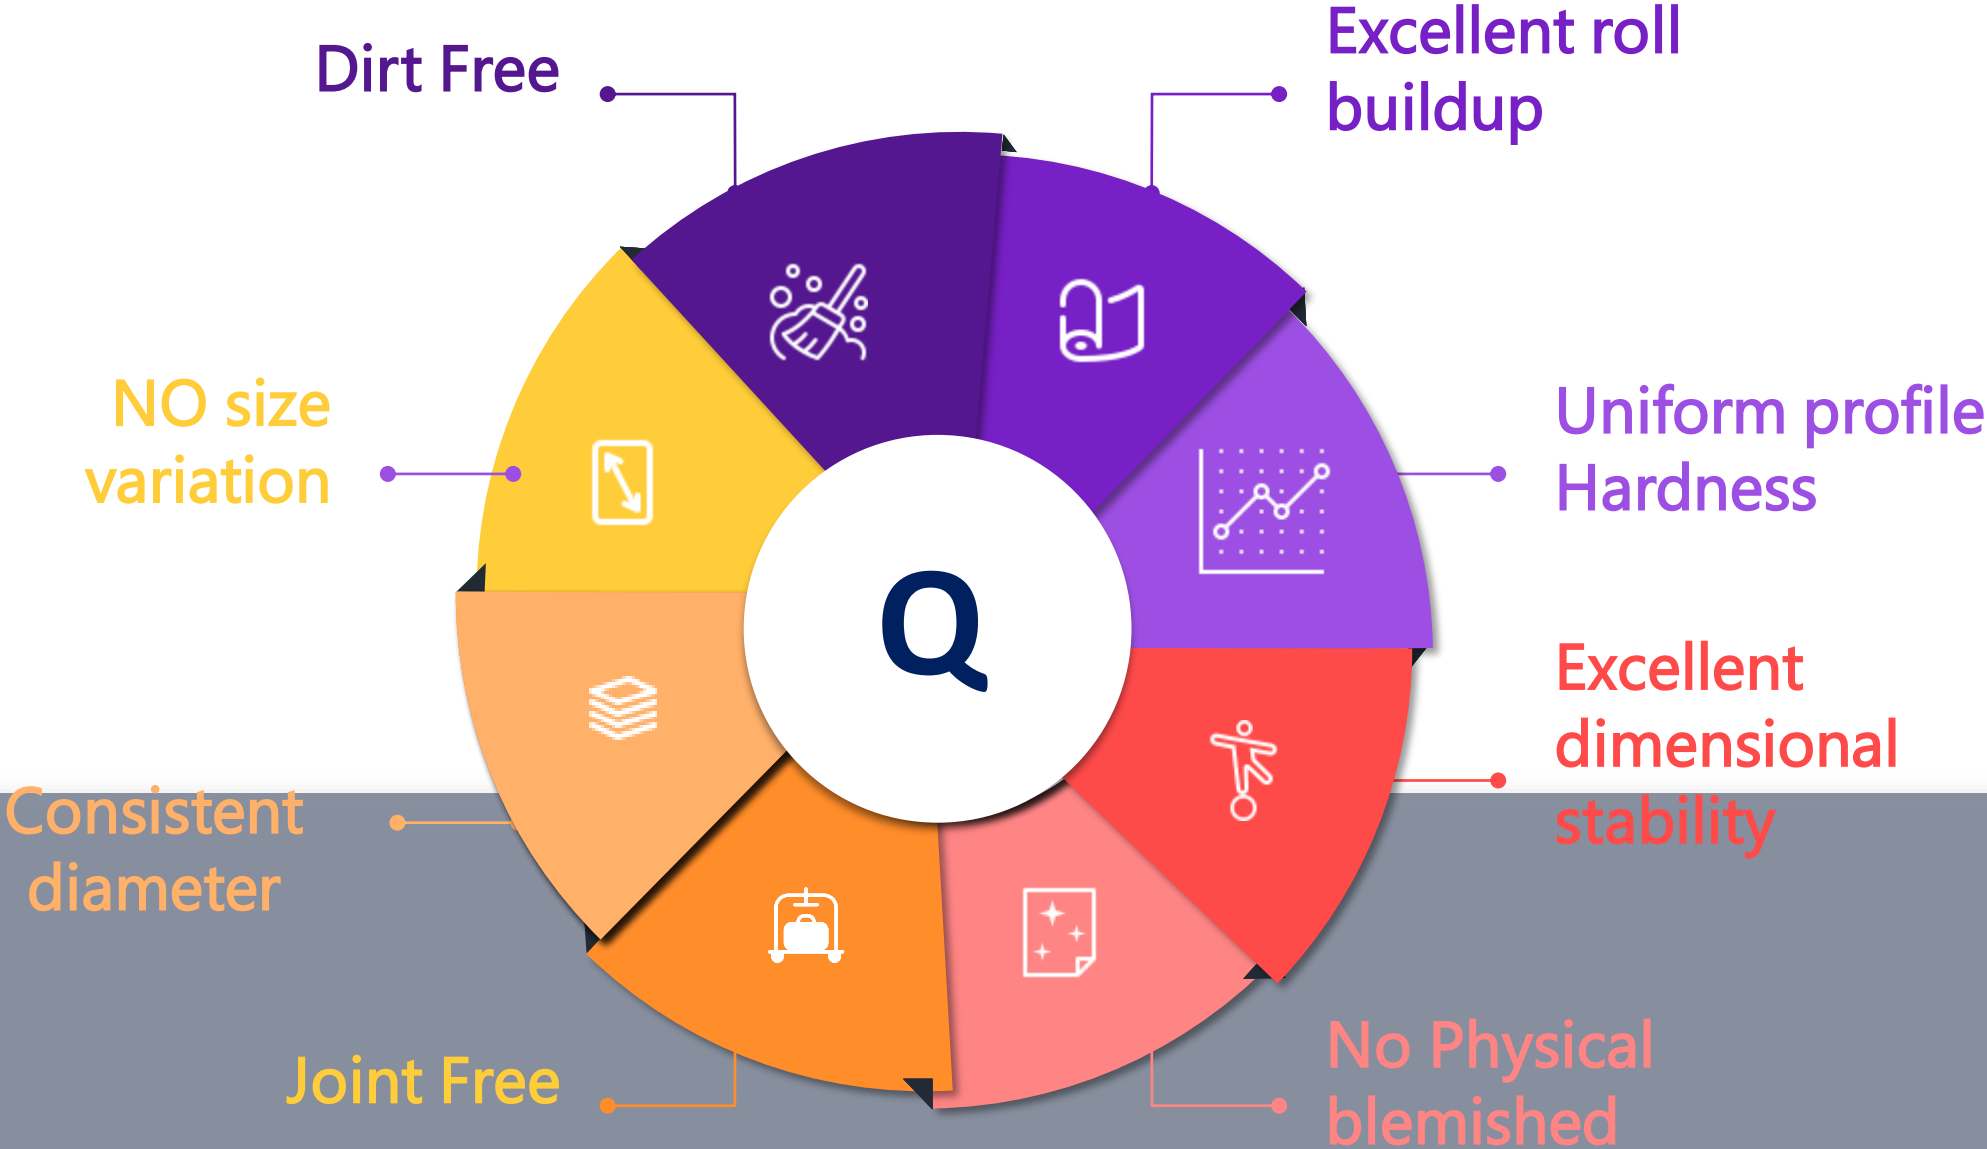 Dirt Free
Excellent roll
buildup
NO size
variation
Uniform profile
Hardness
Q
Excellent
dimensional
stability
Consistent
diameter
Joint Free
No Physical
blemished